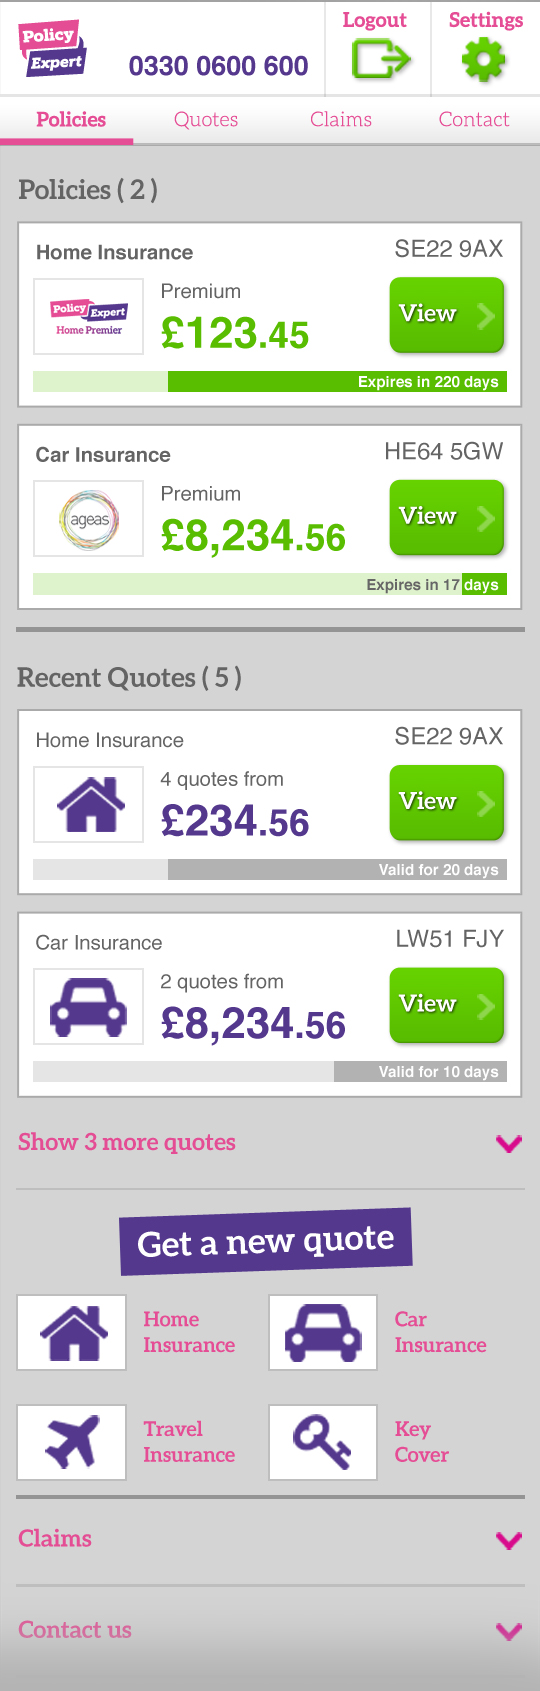 Policy
Expert
0330 0600 600
Logout
Settings
Policies
Quotes
Claims
Contact
Policies ( 2 )
Home Insurance
SE22 9AX
Policy
Expert
Home Premier
Premium
£123.45
View
Expires in 220 days
Car Insurance
HE64 5GW
ageas
Premium
£8,234.56
View
Expires in 17 days
Recent Quotes ( 5 )
Home Insurance
SE22 9AX
4 quotes from
£234.56
View
Valid for 20 days
Car Insurance
LW51 FJY
2 quotes from
£8,234.56
View
Valid for 10 days
Show 3 more quotes
Get a new quote
Home
Insurance
Car
Insurance
Travel
Insurance
Key
Cover
Claims
Contact us